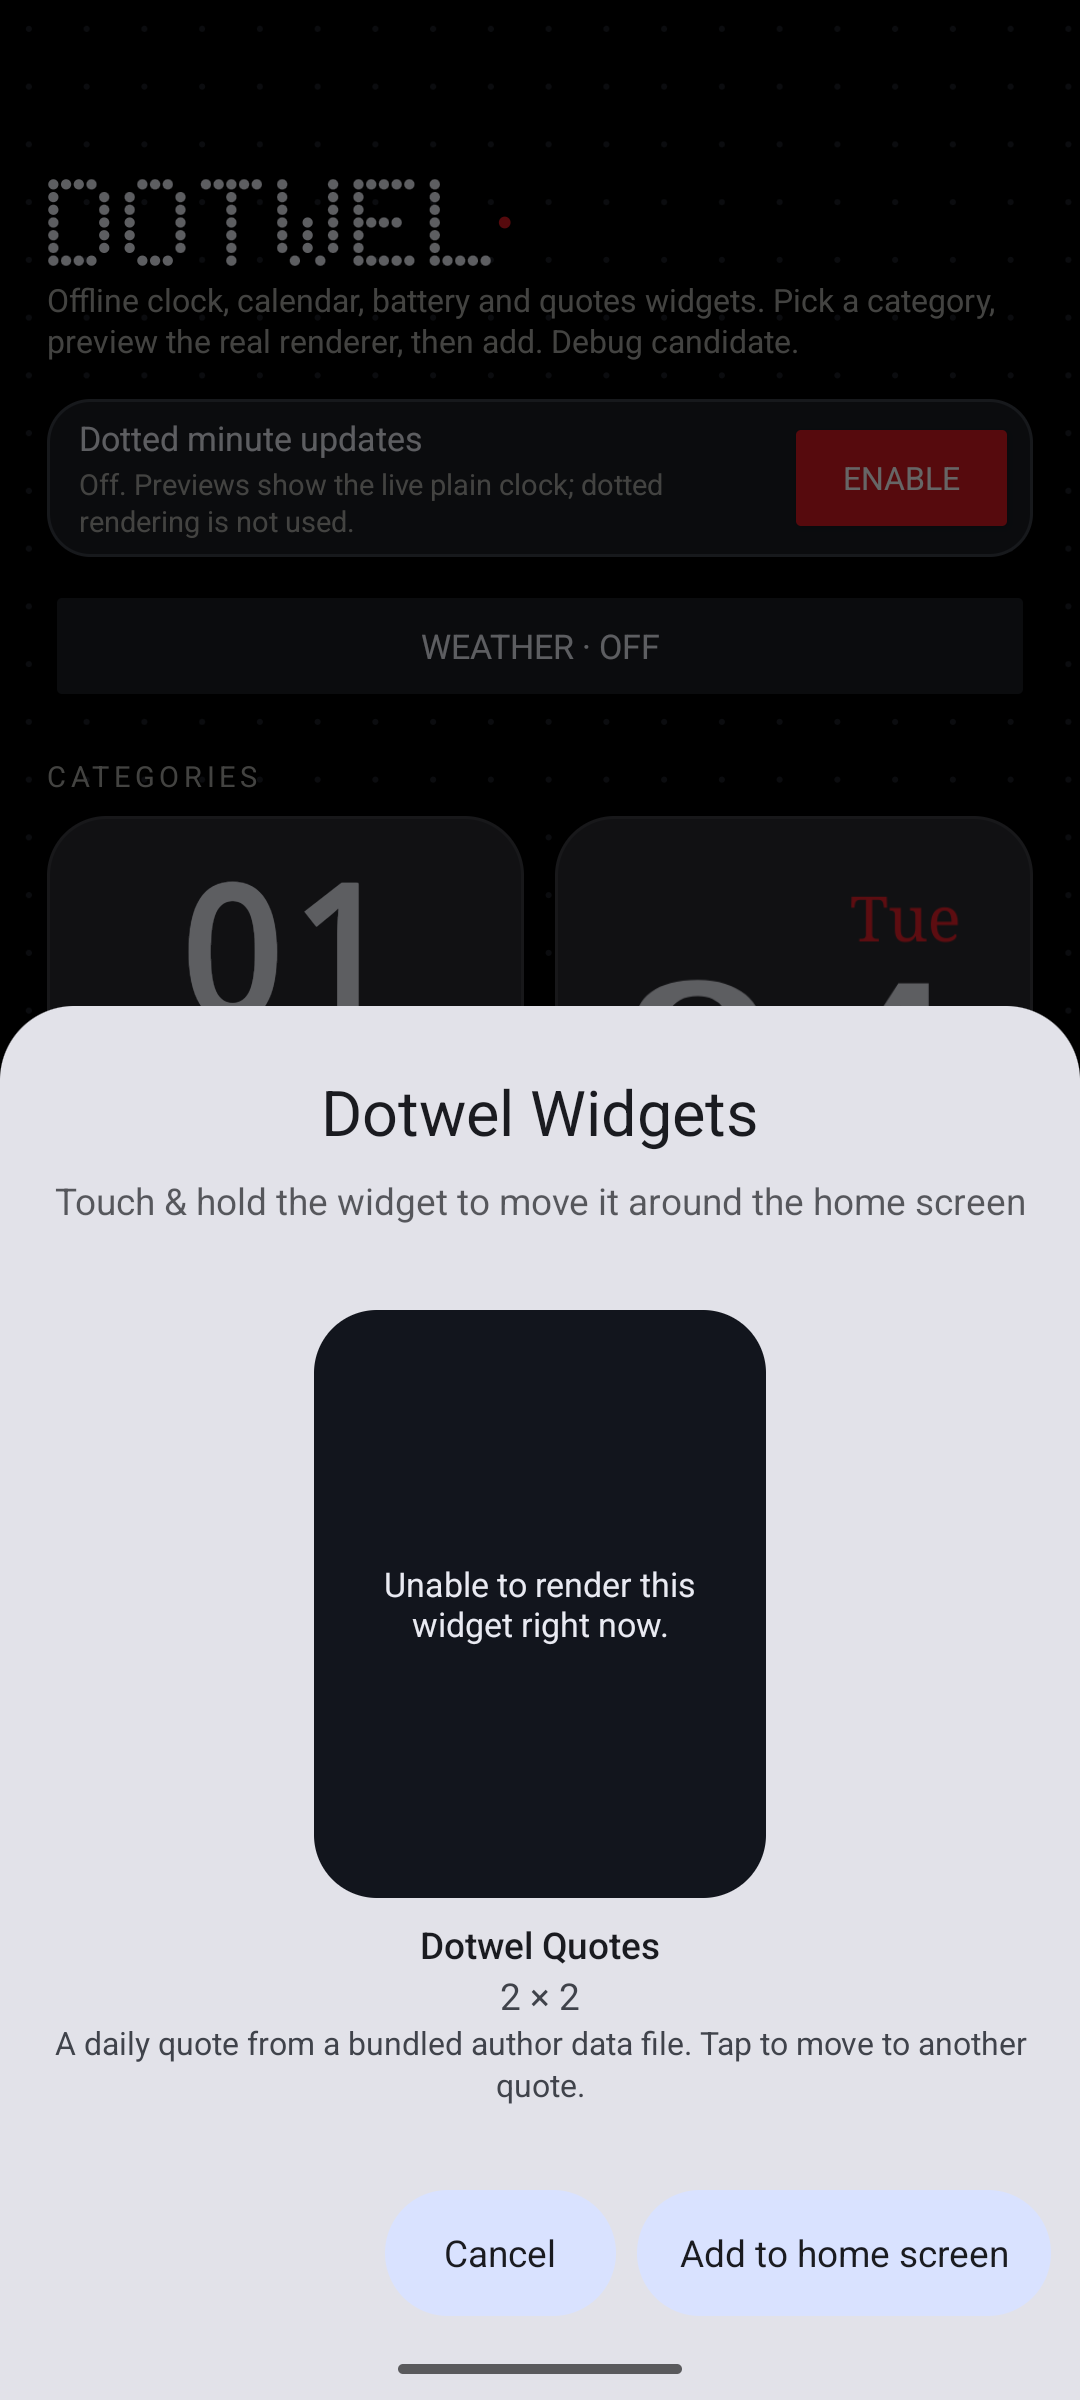 DOTWEL
Offline clock, calendar, battery and quotes widgets. Pick a category,
preview the real renderer, then add. Debug candidate.
Dotted minute updates
Off. Previews show the live plain clock; dotted
rendering is not used.
ENABLE
WEATHER · OFF
CATEGORIES
01
Tue
Dotwel Widgets
Touch & hold the widget to move it around the home screen
Unable to render this
widget right now.
Dotwel Quotes
2 × 2
A daily quote from a bundled author data file. Tap to move to another
quote.
Cancel
Add to home screen